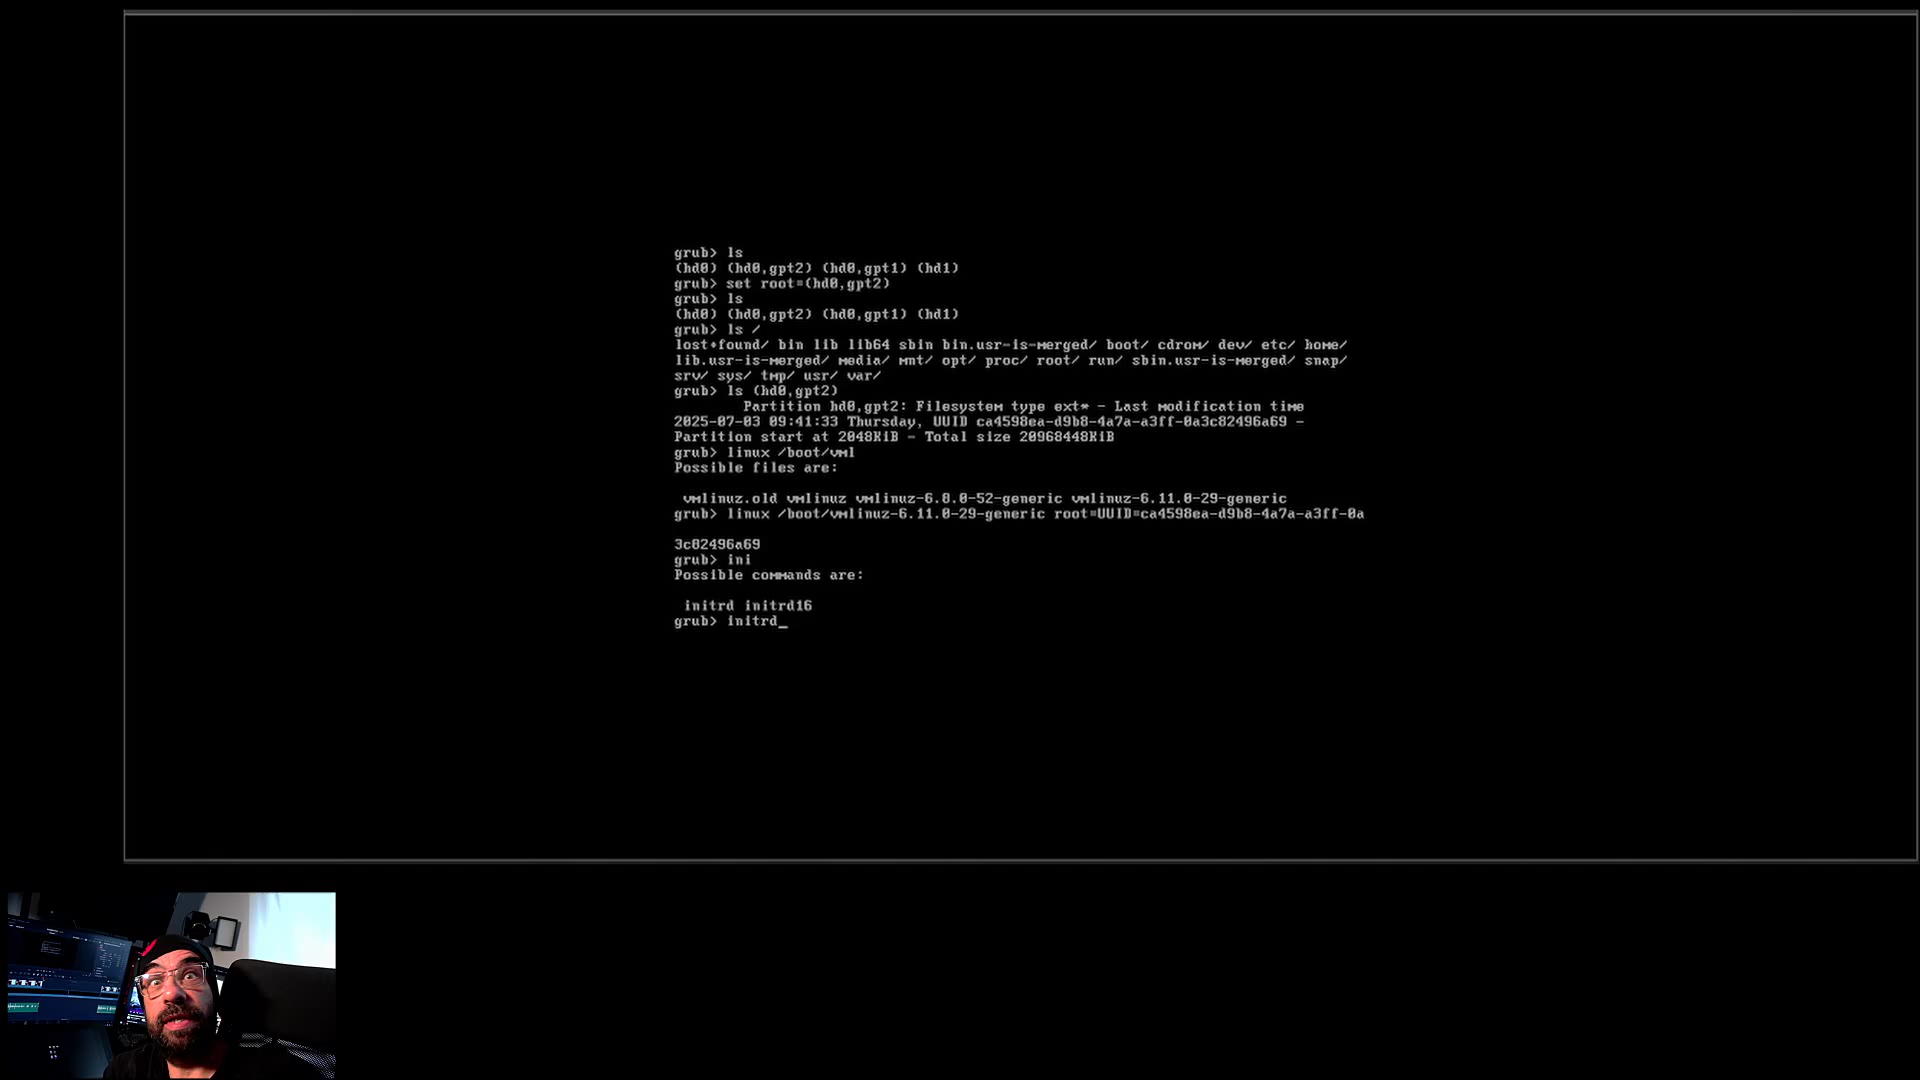 grub> ls
(hd0) (hd0,gpt2) (hd0,gpt1) (hd1)
grub> set root=(hd0,gpt2)
grub> ls
(hd0) (hd0,gpt2) (hd0,gpt1) (hd1)
grub> ls /
lost+found/ bin lib lib64 sbin bin.usr-is-merged/ boot/ cdrom/ dev/ etc/ home/
lib.usr-is-merged/ media/ mnt/ opt/ proc/ root/ run/ sbin.usr-is-merged/ snap/
srv/ sys/ tmp/ usr/ var/
grub> ls (hd0,gpt2)
Partition hd0,gpt2: Filesystem type ext* - Last modification time
2025-07-03 09:41:33 Thursday, UUID ca4598ea-d9b8-4a7a-a3ff-0a3c82496a69 -
Partition start at 2048KiB - Total size 20968448KiB
grub> linux /boot/vml
Possible files are:
vmlinuz.old vmlinuz vmlinuz-6.8.0-52-generic vmlinuz-6.11.0-29-generic
grub> linux /boot/vmlinuz-6.11.0-29-generic root=UUID=ca4598ea-d9b8-4a7a-a3ff-0a
3c82496a69
grub> ini
Possible commands are:
initrd initrd16
grub> initrd_